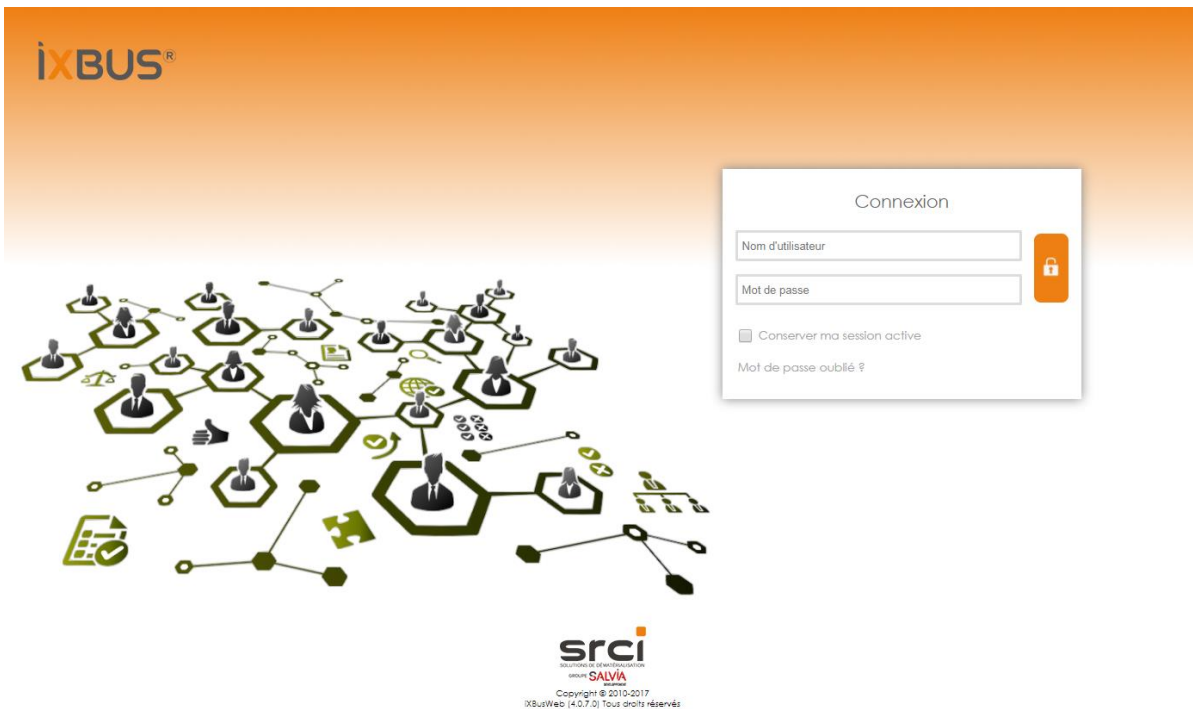 iXBUS®
Connexion
Nom d'utilisateur
Mot de passe
Conserver ma session active
Mot de passe oublié ?
srci
SOLUTIONS DE DÉMATÉRIALISATION
GROUPE SALVIA
DEVELOPPEMENT
Copyright © 2010-2017
iXBusWeb (4.0.7.0) Tous droits réservés